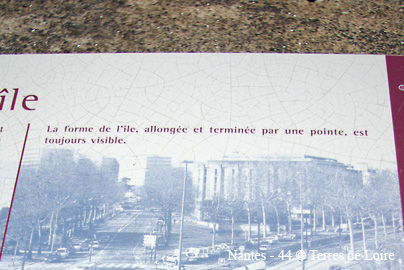 île
La forme de l'île, allongée et terminée par une pointe, est
toujours visible.
Nantes - 44 © Terres de Loire